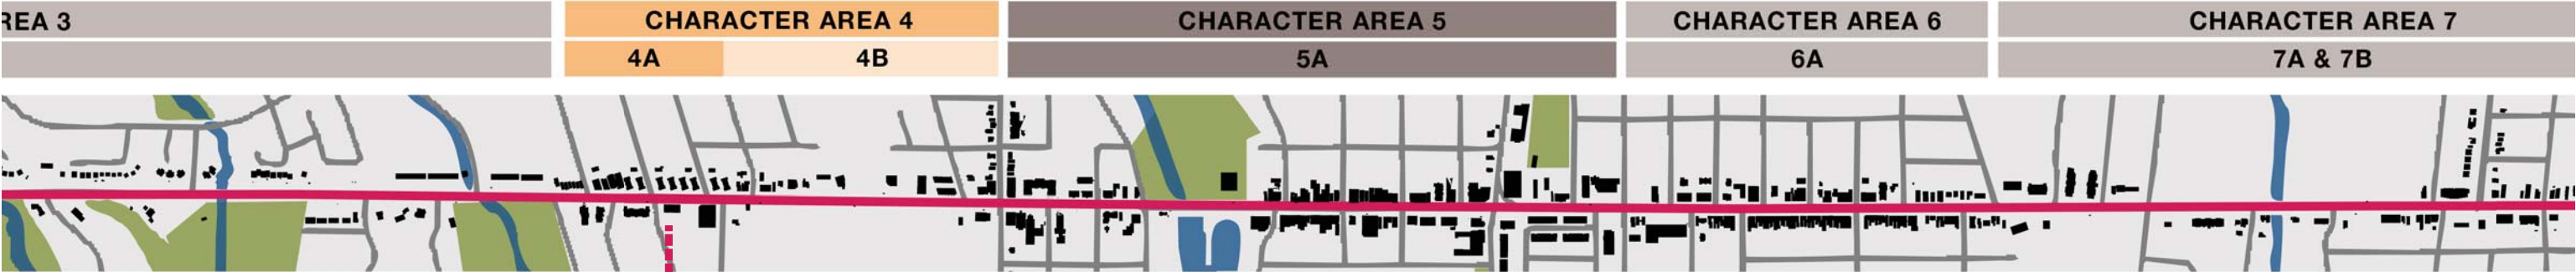 REA 3
CHARACTER AREA 4
CHARACTER AREA 5
CHARACTER AREA 6
CHARACTER AREA 7
4A
4B
5A
6A
7A & 7B